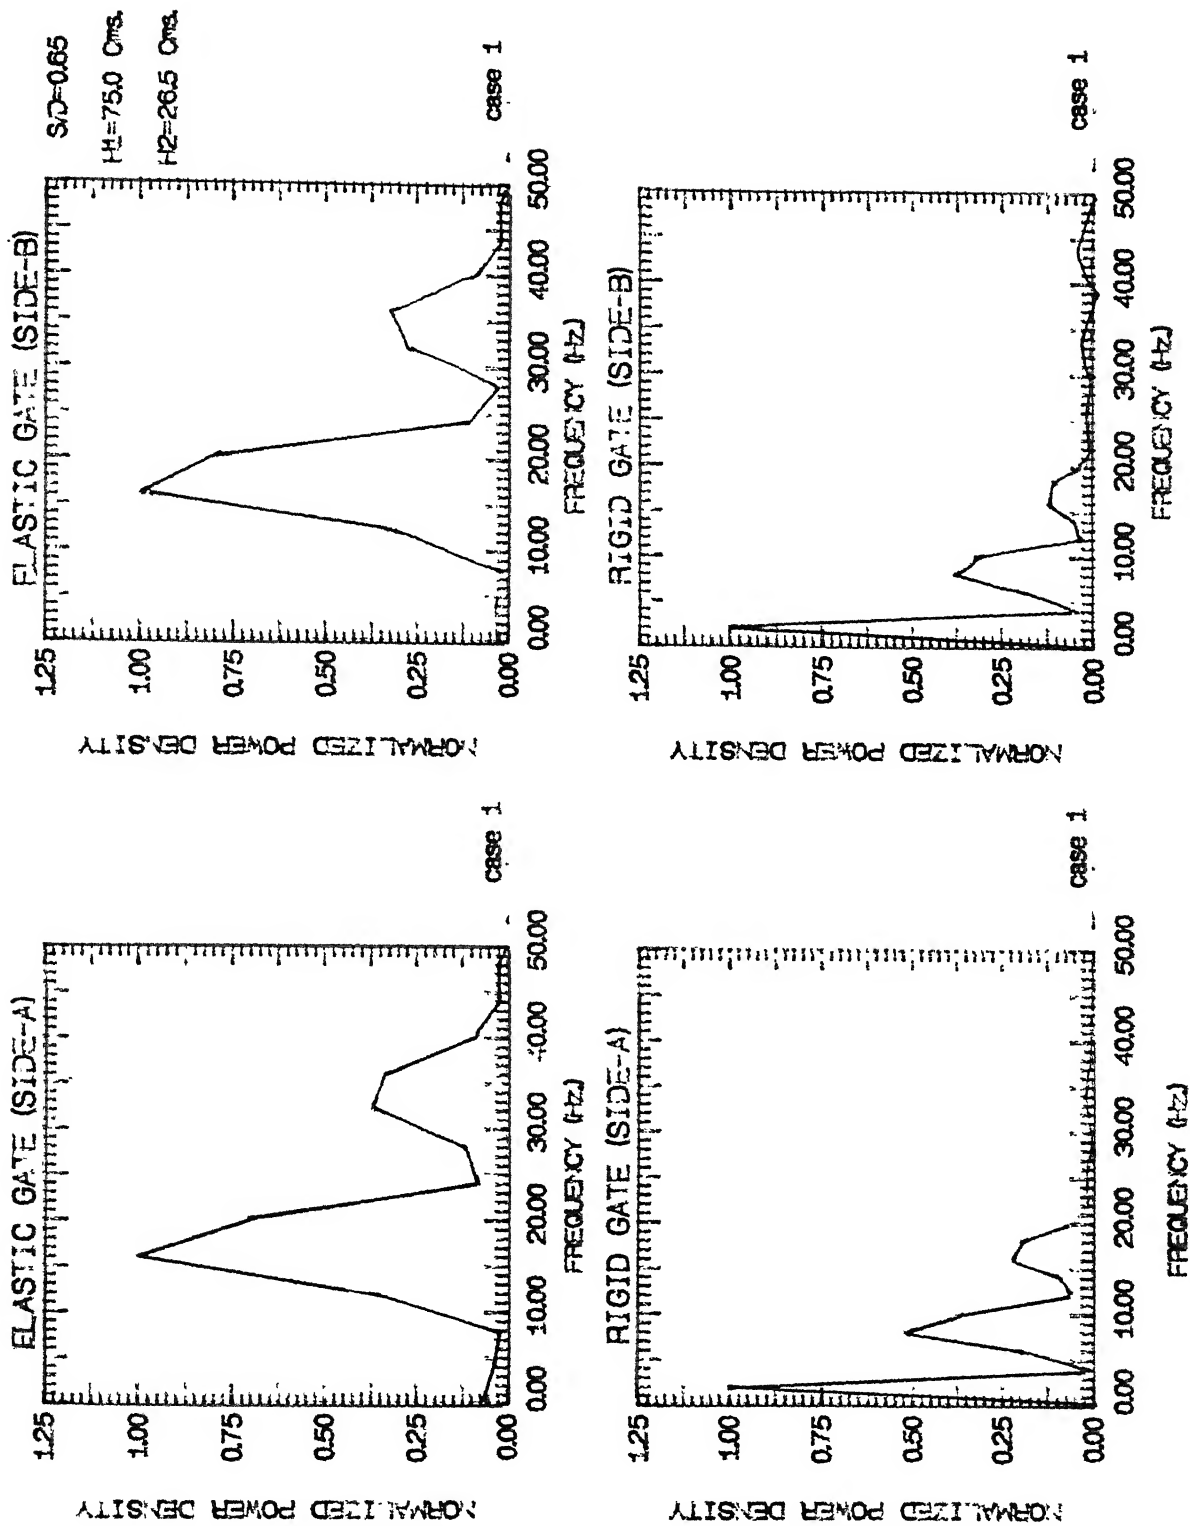 ELASTIC GATE (SIDE-A)
NORMALIZED POWER DENSITY
1.25
1.00
0.75
0.50
0.25
0.00
0.00 10.00 20.00 30.00 40.00 50.00
FREQUENCY (Hz.)
case 1
ELASTIC GATE (SIDE-B)
S/D=0.65
H1=75.0 Cms.
H2=26.5 Cms.
NORMALIZED POWER DENSITY
1.25
1.00
0.75
0.50
0.25
0.00
0.00 10.00 20.00 30.00 40.00 50.00
FREQUENCY (Hz.)
case 1
RIGID GATE (SIDE-A)
NORMALIZED POWER DENSITY
1.25
1.00
0.75
0.50
0.25
0.00
0.00 10.00 20.00 30.00 40.00 50.00
FREQUENCY (Hz.)
case 1
RIGID GATE (SIDE-B)
NORMALIZED POWER DENSITY
1.25
1.00
0.75
0.50
0.25
0.00
0.00 10.00 20.00 30.00 40.00 50.00
FREQUENCY (Hz.)
case 1